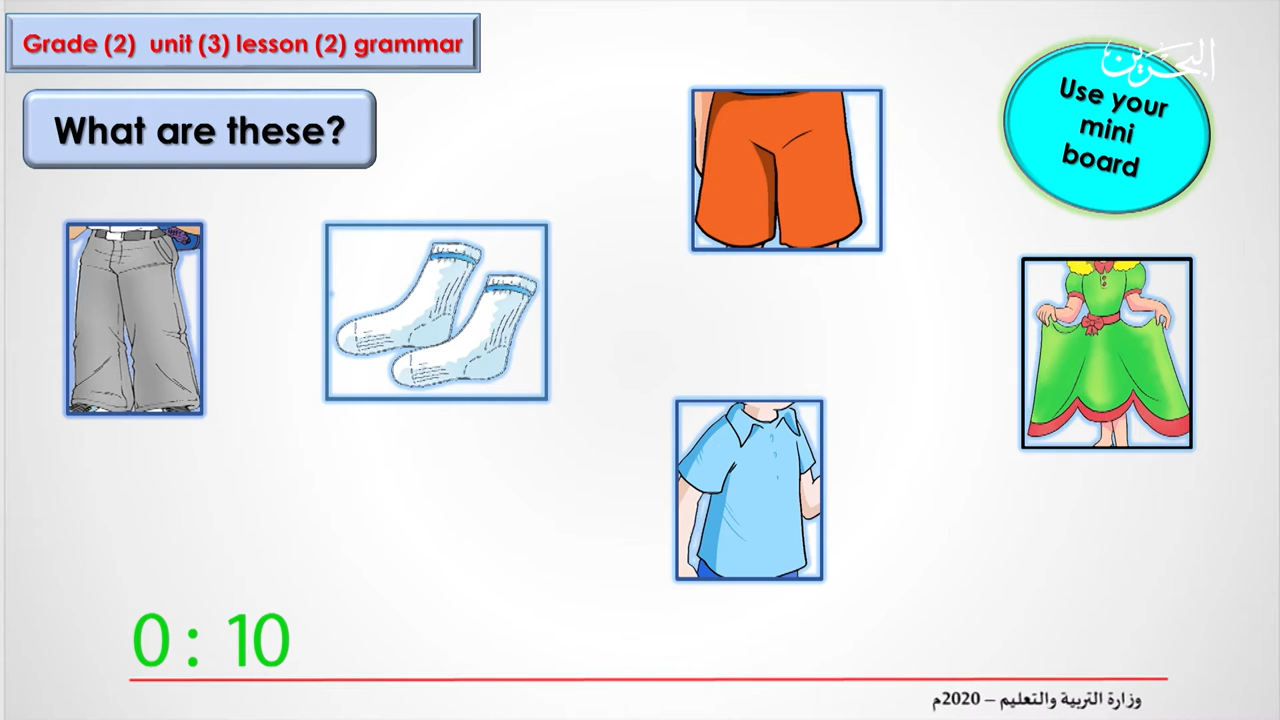 Grade (2) unit (3) lesson (2) grammar
البحرين
What are these?
Use your
mini
board
0: 10
وزارة التربية والتعليم – 2020م